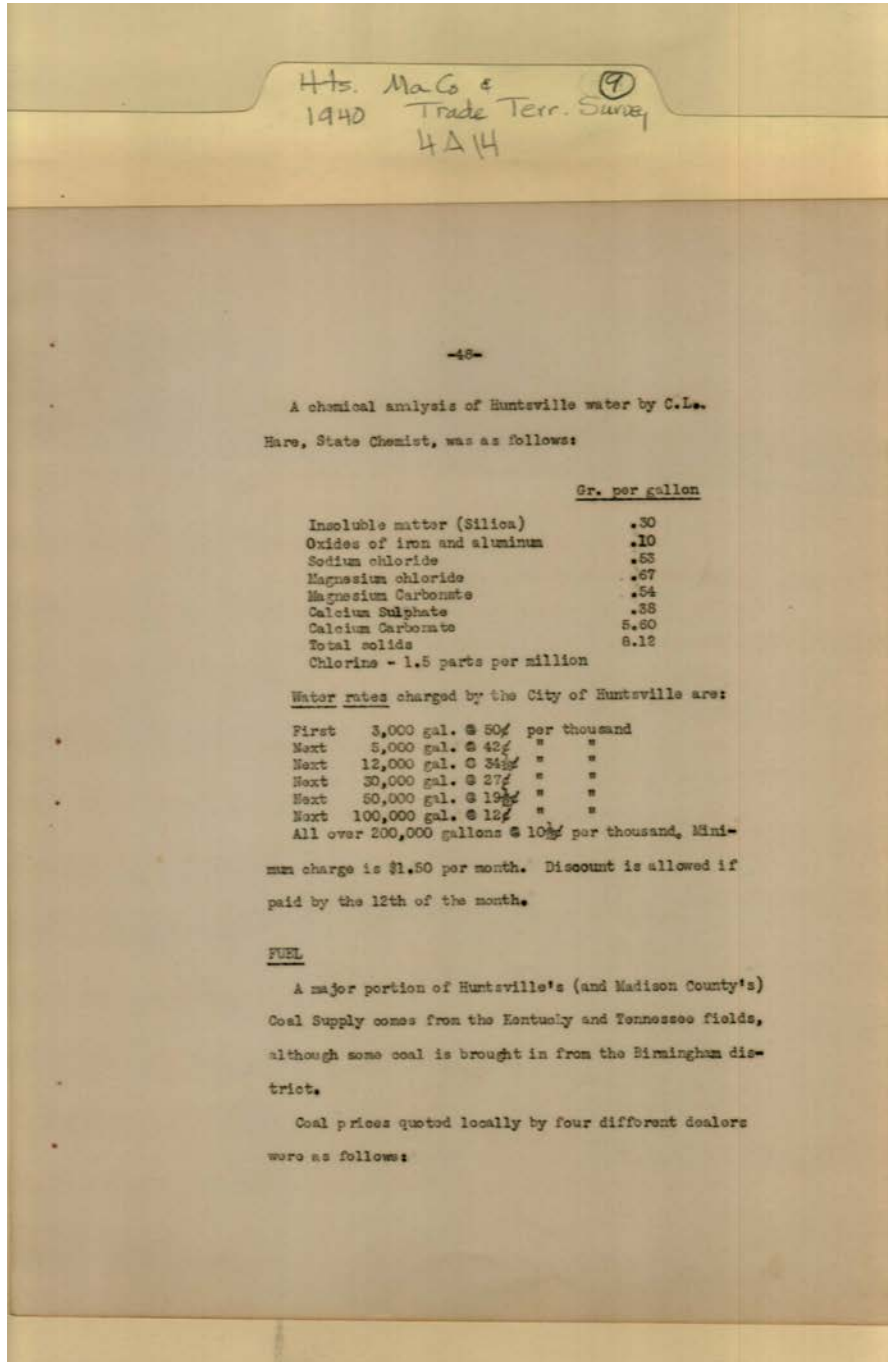 Hts. Ma Co & 9
1940 Trade Terr. Survey
4A14
-48-
A chemical analysis of Huntsville water by C.L.
Hare, State Chemist, was as follows:
Gr. per gallon
Insoluble matter (Silica) .30
Oxides of iron and aluminum .10
Sodium chloride .53
Magnesium chloride .67
Magnesium Carbonate .54
Calcium Sulphate .38
Calcium Carbonate 5.60
Total solids 8.12
Chlorine - 1.5 parts per million
Water rates charged by the City of Huntsville are:
First 3,000 gal. @ 50¢ per thousand
Next 5,000 gal. @ 42¢ " "
Next 12,000 gal. @ 34½¢ " "
Next 30,000 gal. @ 27¢ " "
Next 50,000 gal. @ 19½¢ " "
Next 100,000 gal. @ 12¢ " "
All over 200,000 gallons @ 10½¢ per thousand. Mini-
mum charge is $1.50 per month. Discount is allowed if
paid by the 12th of the month.
FUEL
A major portion of Huntsville's (and Madison County's)
Coal Supply comes from the Kentucky and Tennessee fields,
although some coal is brought in from the Birmingham dis-
trict.
Coal prices quoted locally by four different dealers
were as follows: